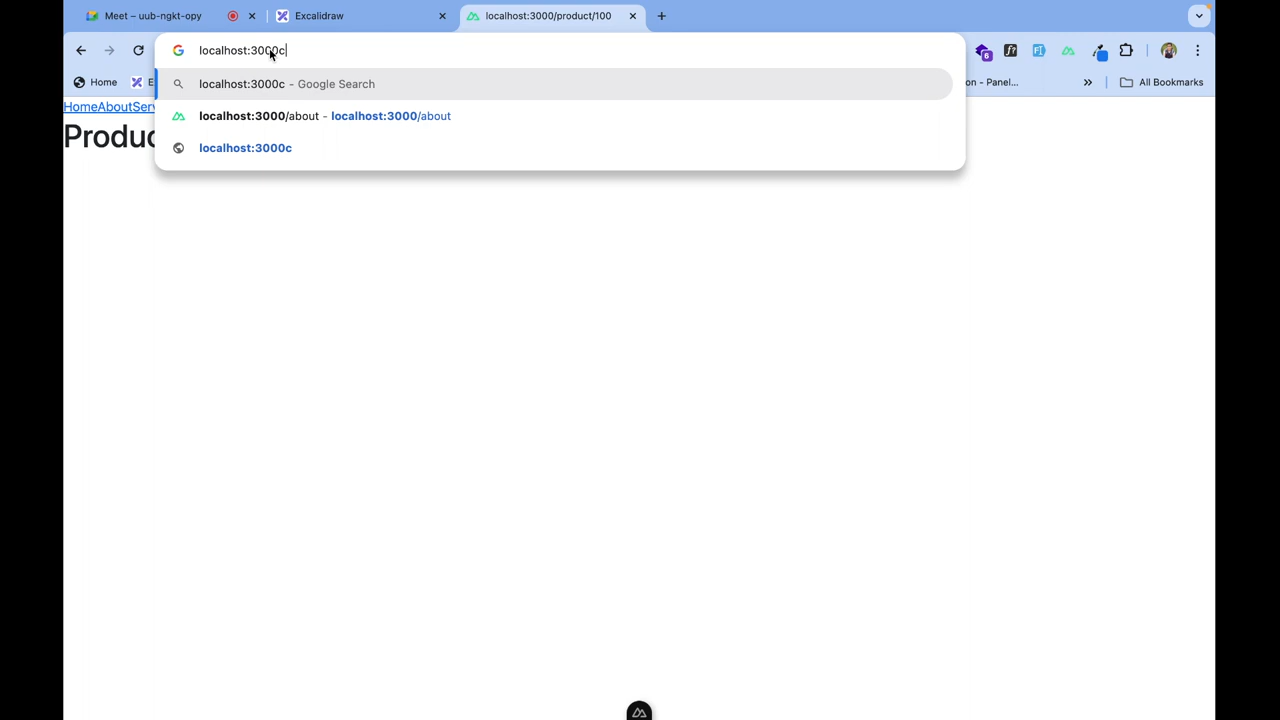 Meet – uub-ngkt-opy
Excalidraw
localhost:3000/product/100
localhost:3000c
Home
E
on - Panel...
All Bookmarks
localhost:3000c - Google Search
localhost:3000/about - localhost:3000/about
localhost:3000c
HomeAboutServ
Produc
6